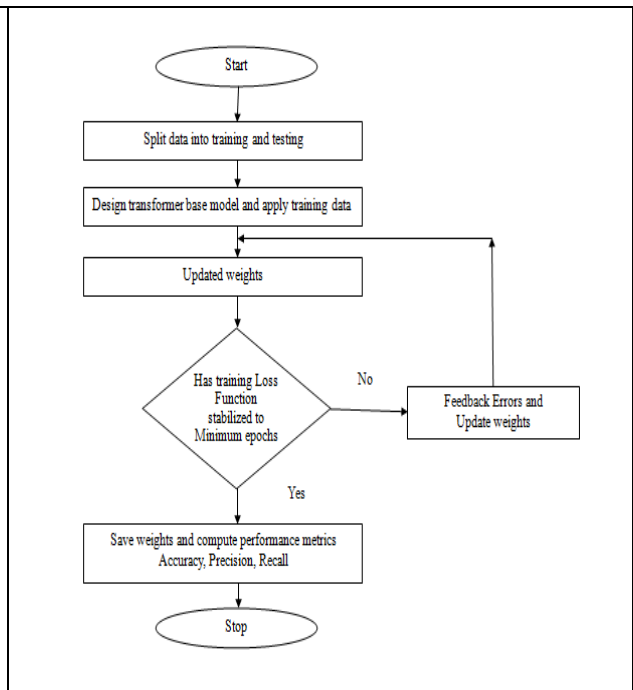 Start
Split data into training and testing
Design transformer base model and apply training data
Updated weights
Has training Loss
Function
stabilized to
Minimum epochs
No
Feedback Errors and
Update weights
Yes
Save weights and compute performance metrics
Accuracy, Precision, Recall
Stop